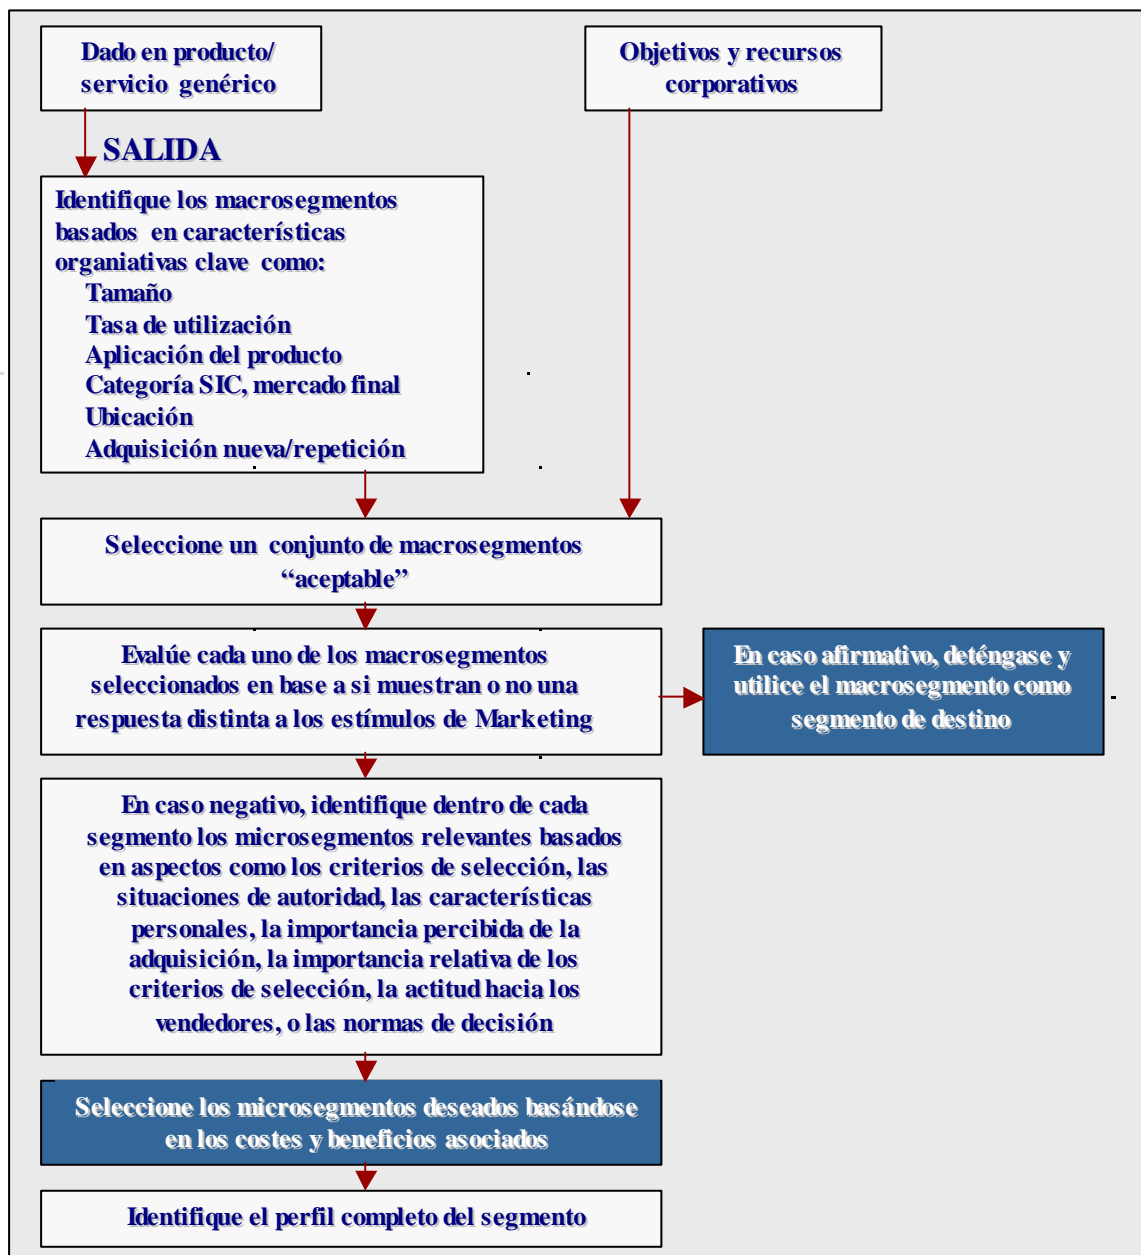 Dado en producto/
servicio genérico
Objetivos y recursos
corporativos
SALIDA
Identifique los macrosegmentos
basados en características
organiativas clave como:
Tamaño
Tasa de utilización
Aplicación del producto
Categoría SIC, mercado final
Ubicación
Adquisición nueva/repetición
Seleccione un conjunto de macrosegmentos
“aceptable”
Evalúe cada uno de los macrosegmentos
seleccionados en base a si muestran o no una
respuesta distinta a los estímulos de Marketing
En caso afirmativo, deténgase y
utilice el macrosegmento como
segmento de destino
En caso negativo, identifique dentro de cada
segmento los microsegmentos relevantes basados
en aspectos como los criterios de selección, las
situaciones de autoridad, las características
personales, la importancia percibida de la
adquisición, la importancia relativa de los
criterios de selección, la actitud hacia los
vendedores, o las normas de decisión
Seleccione los microsegmentos deseados basándose
en los costes y beneficios asociados
Identifique el perfil completo del segmento